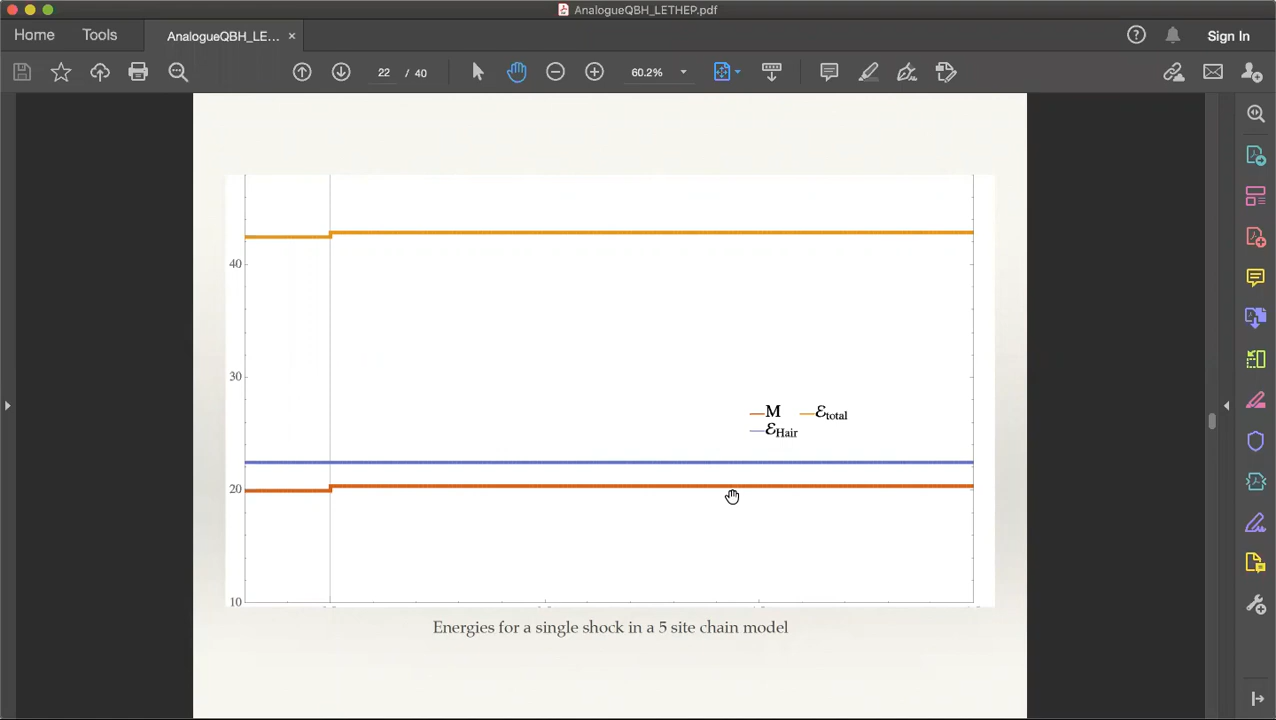 AnalogueQBH_LETHEP.pdf
Home Tools AnalogueQBH_LE... × Sign In
22 / 40 60.2%
40
30
M ℰtotal
ℰHair
20
10
Energies for a single shock in a 5 site chain model